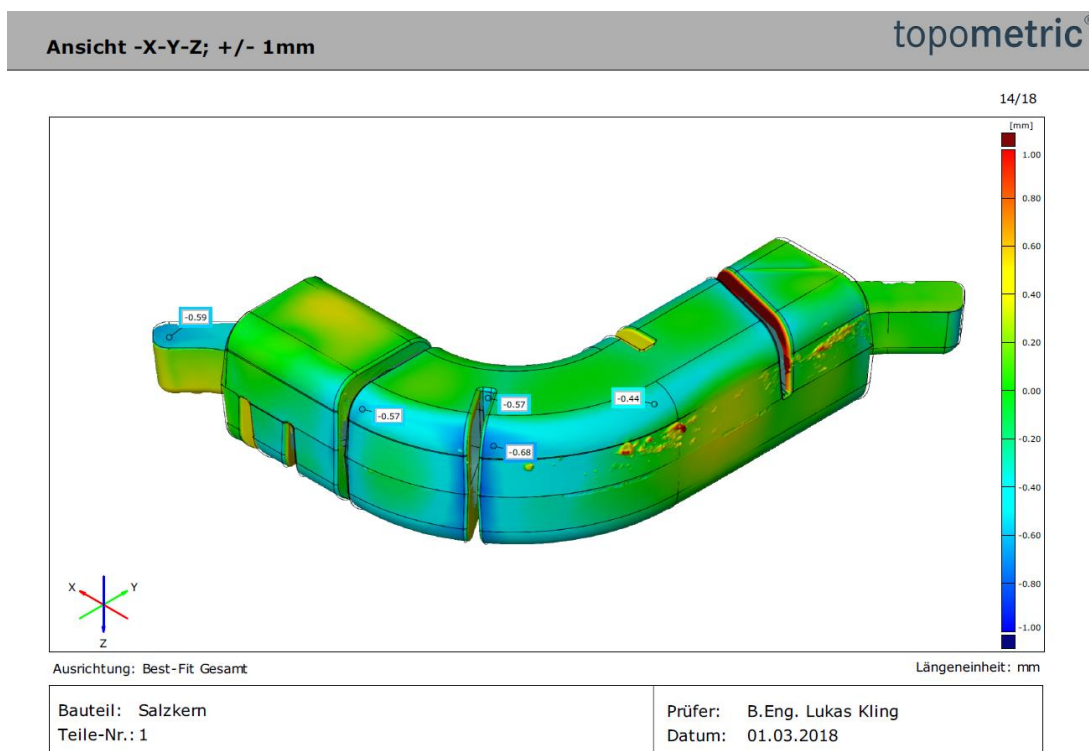 Ansicht -X-Y-Z; +/- 1mm
topometric®
14/18
[mm]
1.00
0.80
0.60
0.40
0.20
0.00
-0.20
-0.40
-0.60
-0.80
-1.00
-0.59
-0.57
-0.57
-0.44
-0.68
X
Y
Z
Ausrichtung: Best-Fit Gesamt
Längeneinheit: mm
Bauteil: Salzkern
Prüfer: B.Eng. Lukas Kling
Teile-Nr.: 1
Datum: 01.03.2018